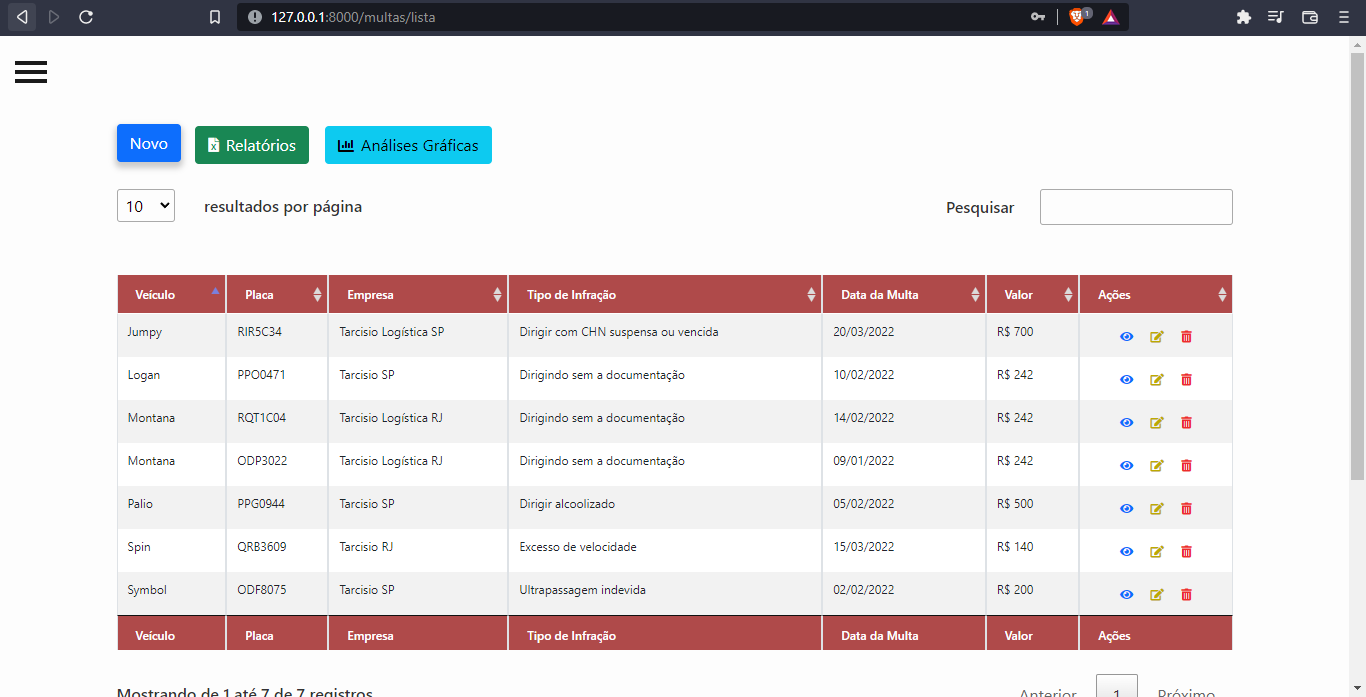 127.0.0.1:8000/multas/lista
1
Novo Relatórios Análises Gráficas
10 resultados por página Pesquisar
Veículo Placa Empresa Tipo de Infração Data da Multa Valor Ações
Jumpy RIR5C34 Tarcisio Logística SP Dirigir com CHN suspensa ou vencida 20/03/2022 R$ 700
Logan PPO0471 Tarcisio SP Dirigindo sem a documentação 10/02/2022 R$ 242
Montana RQT1C04 Tarcisio Logística RJ Dirigindo sem a documentação 14/02/2022 R$ 242
Montana ODP3022 Tarcisio Logística RJ Dirigindo sem a documentação 09/01/2022 R$ 242
Palio PPG0944 Tarcisio SP Dirigir alcoolizado 05/02/2022 R$ 500
Spin QRB3609 Tarcisio RJ Excesso de velocidade 15/03/2022 R$ 140
Symbol ODF8075 Tarcisio SP Ultrapassagem indevida 02/02/2022 R$ 200
Veículo Placa Empresa Tipo de Infração Data da Multa Valor Ações
Mostrando de 1 até 7 de 7 registros Anterior 1 Próximo